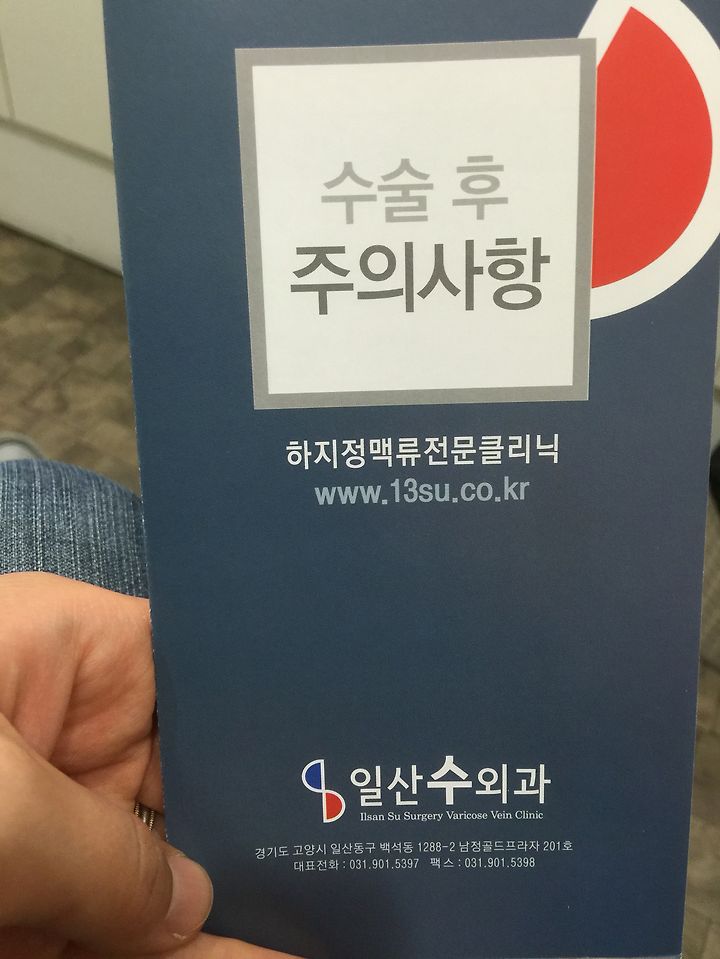 수술 후
주의사항
하지정맥류전문클리닉
www.13su.co.kr
일산수외과
Ilsan Su Surgery Varicose Vein Clinic
경기도 고양시 일산동구 백석동 1288-2 남정골드프라자 201호
대표전화 : 031.901.5397 팩스 : 031.901.5398